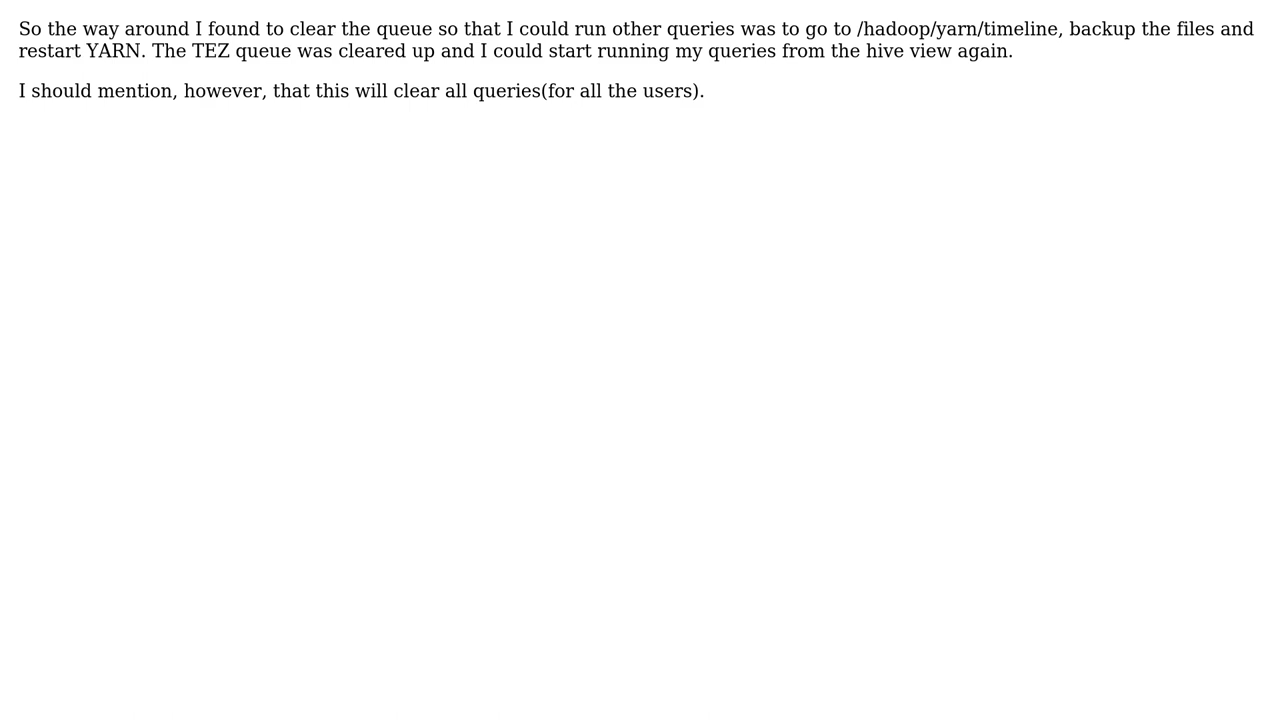 So the way around I found to clear the queue so that I could run other queries was to go to /hadoop/yarn/timeline, backup the files and
restart YARN. The TEZ queue was cleared up and I could start running my queries from the hive view again.
I should mention, however, that this will clear all queries(for all the users).